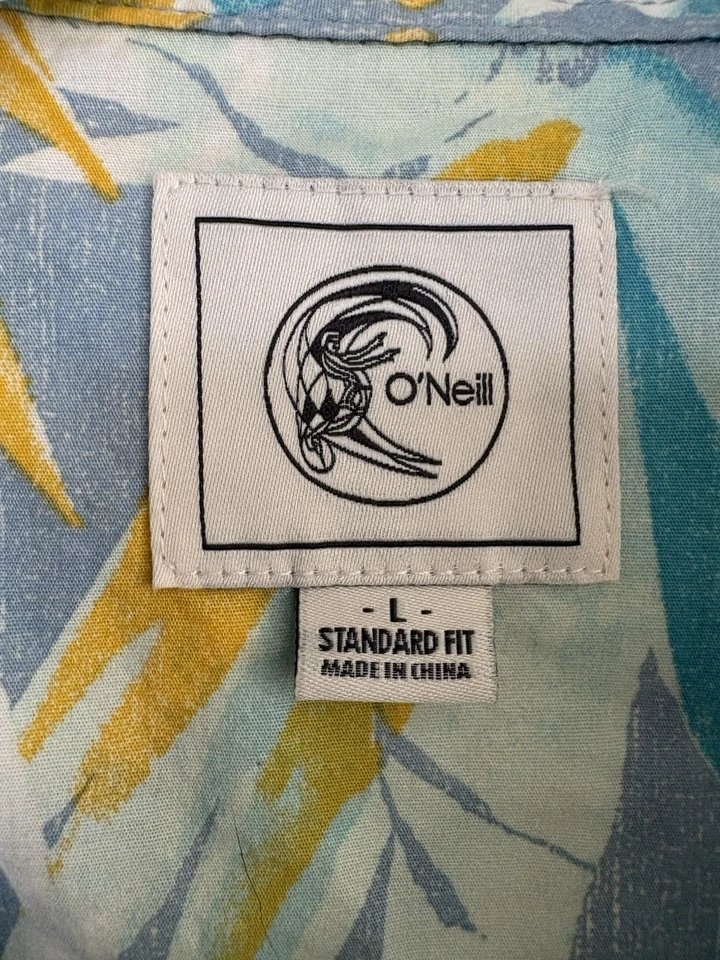 O'Neill
- L -
STANDARD FIT
MADE IN CHINA